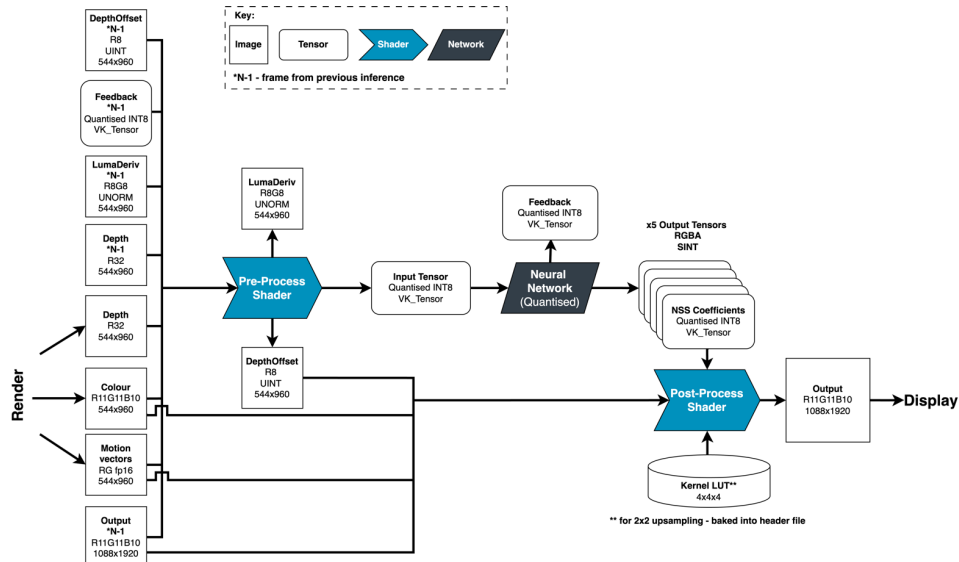 Key:
Image
Tensor
Shader
Network
*N-1 - frame from previous inference
DepthOffset
*N-1
R8
UINT
544x960
Feedback
*N-1
Quantised INT8
VK_Tensor
LumaDeriv
*N-1
R8G8
UNORM
544x960
Depth
*N-1
R32
544x960
Depth
R32
544x960
Render
Colour
R11G11B10
544x960
Motion
vectors
RG fp16
544x960
Output
*N-1
R11G11B10
1088x1920
LumaDeriv
R8G8
UNORM
544x960
Pre-Process
Shader
DepthOffset
R8
UINT
544x960
Input Tensor
Quantised INT8
VK_Tensor
Feedback
Quantised INT8
VK_Tensor
Neural
Network
(Quantised)
x5 Output Tensors
RGBA
SINT
NSS Coefficients
Quantised INT8
VK_Tensor
Post-Process
Shader
Output
R11G11B10
1088x1920
Display
Kernel LUT**
4x4x4
** for 2x2 upsampling - baked into header file